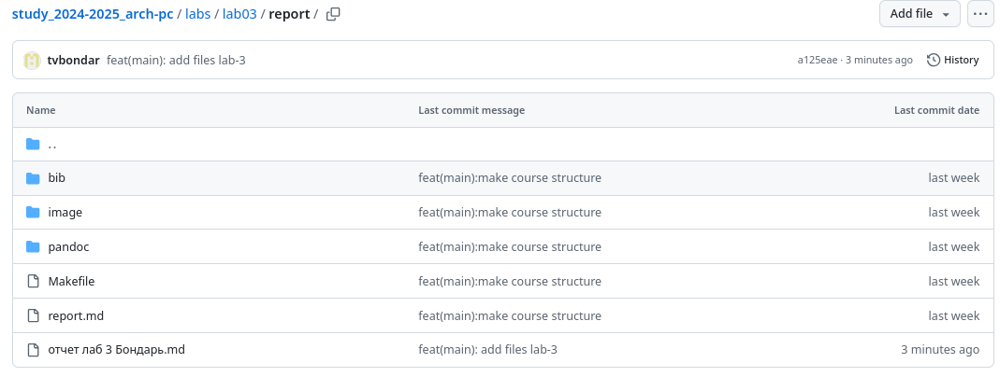 study_2024-2025_arch-pc / labs / lab03 / report / Add file
tvbondar feat(main): add files lab-3 a125eae · 3 minutes ago History
Name Last commit message Last commit date
..
bib feat(main):make course structure last week
image feat(main):make course structure last week
pandoc feat(main):make course structure last week
Makefile feat(main):make course structure last week
report.md feat(main):make course structure last week
отчет лаб 3 Бондарь.md feat(main): add files lab-3 3 minutes ago